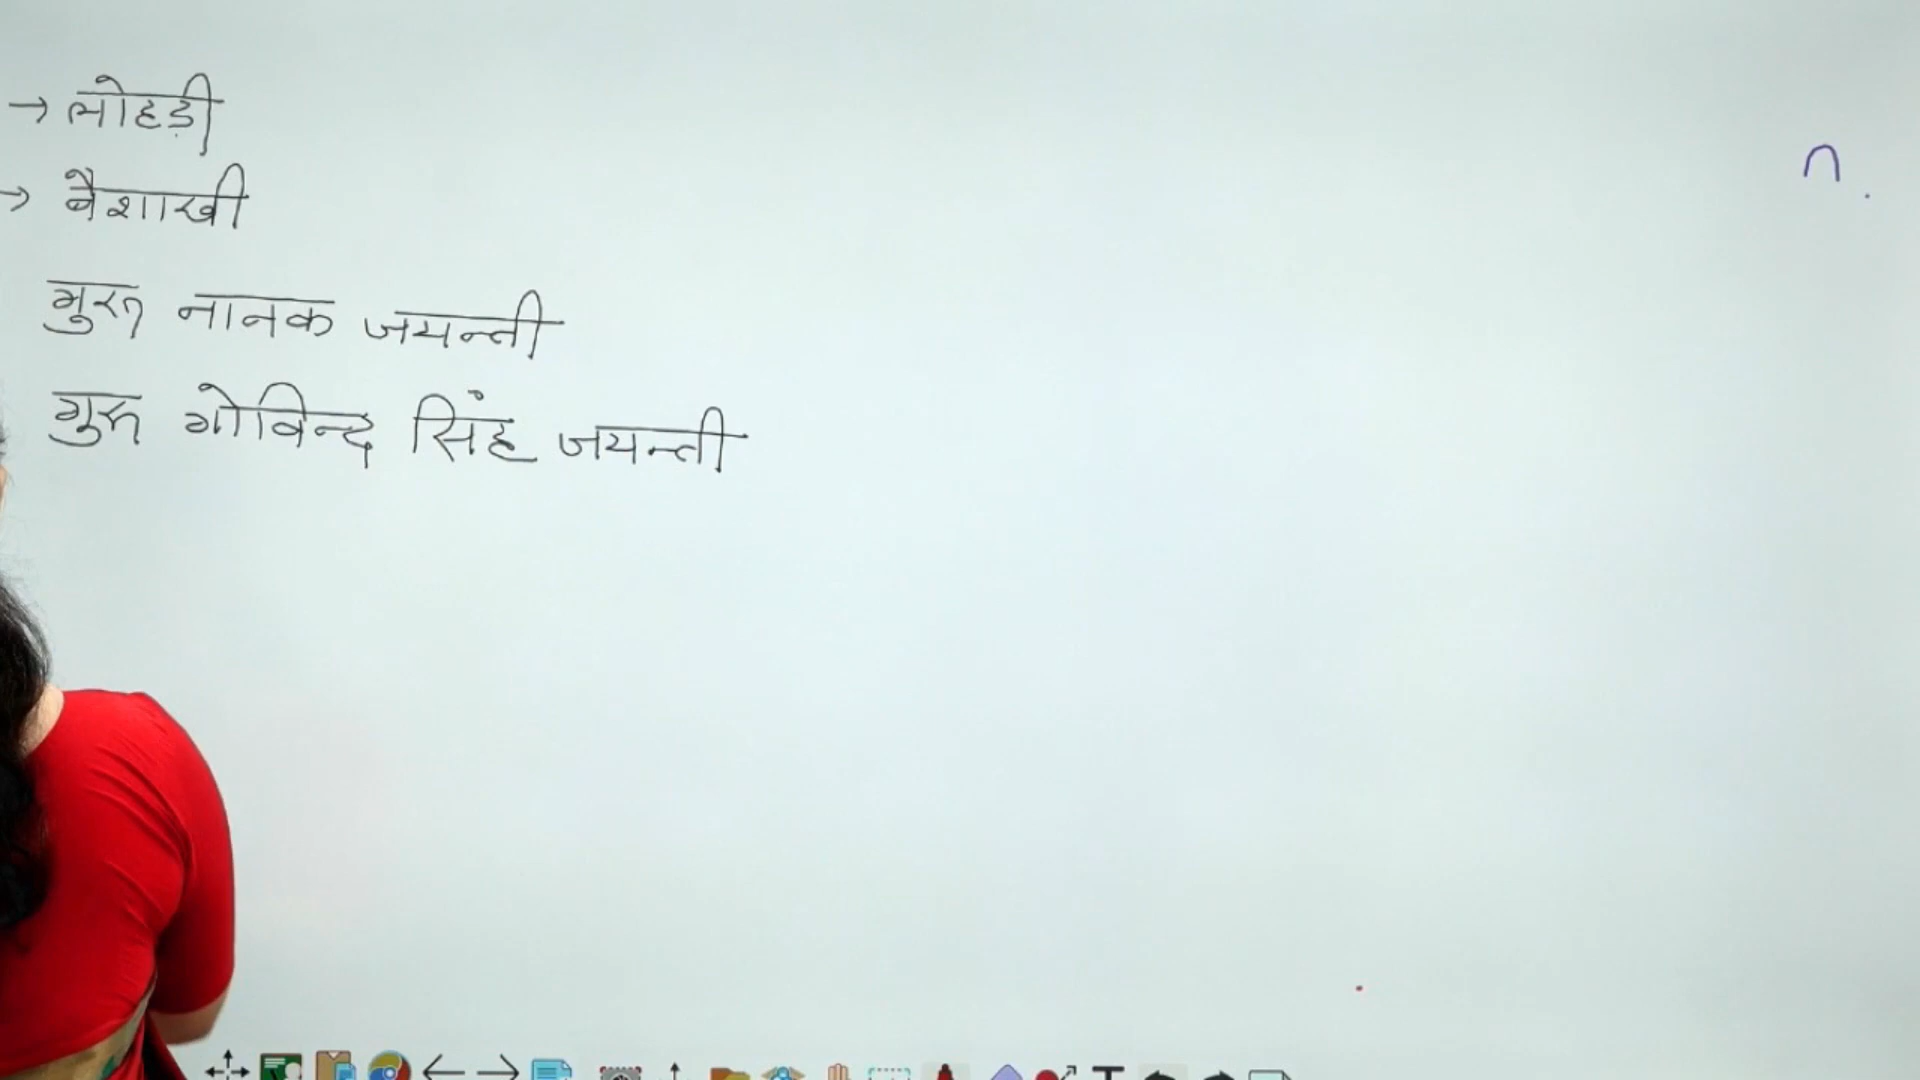 → लोहड़ी
→ बैशाखी
गुरु नानक जयन्ती
गुरु गोविन्द सिंह जयन्ती